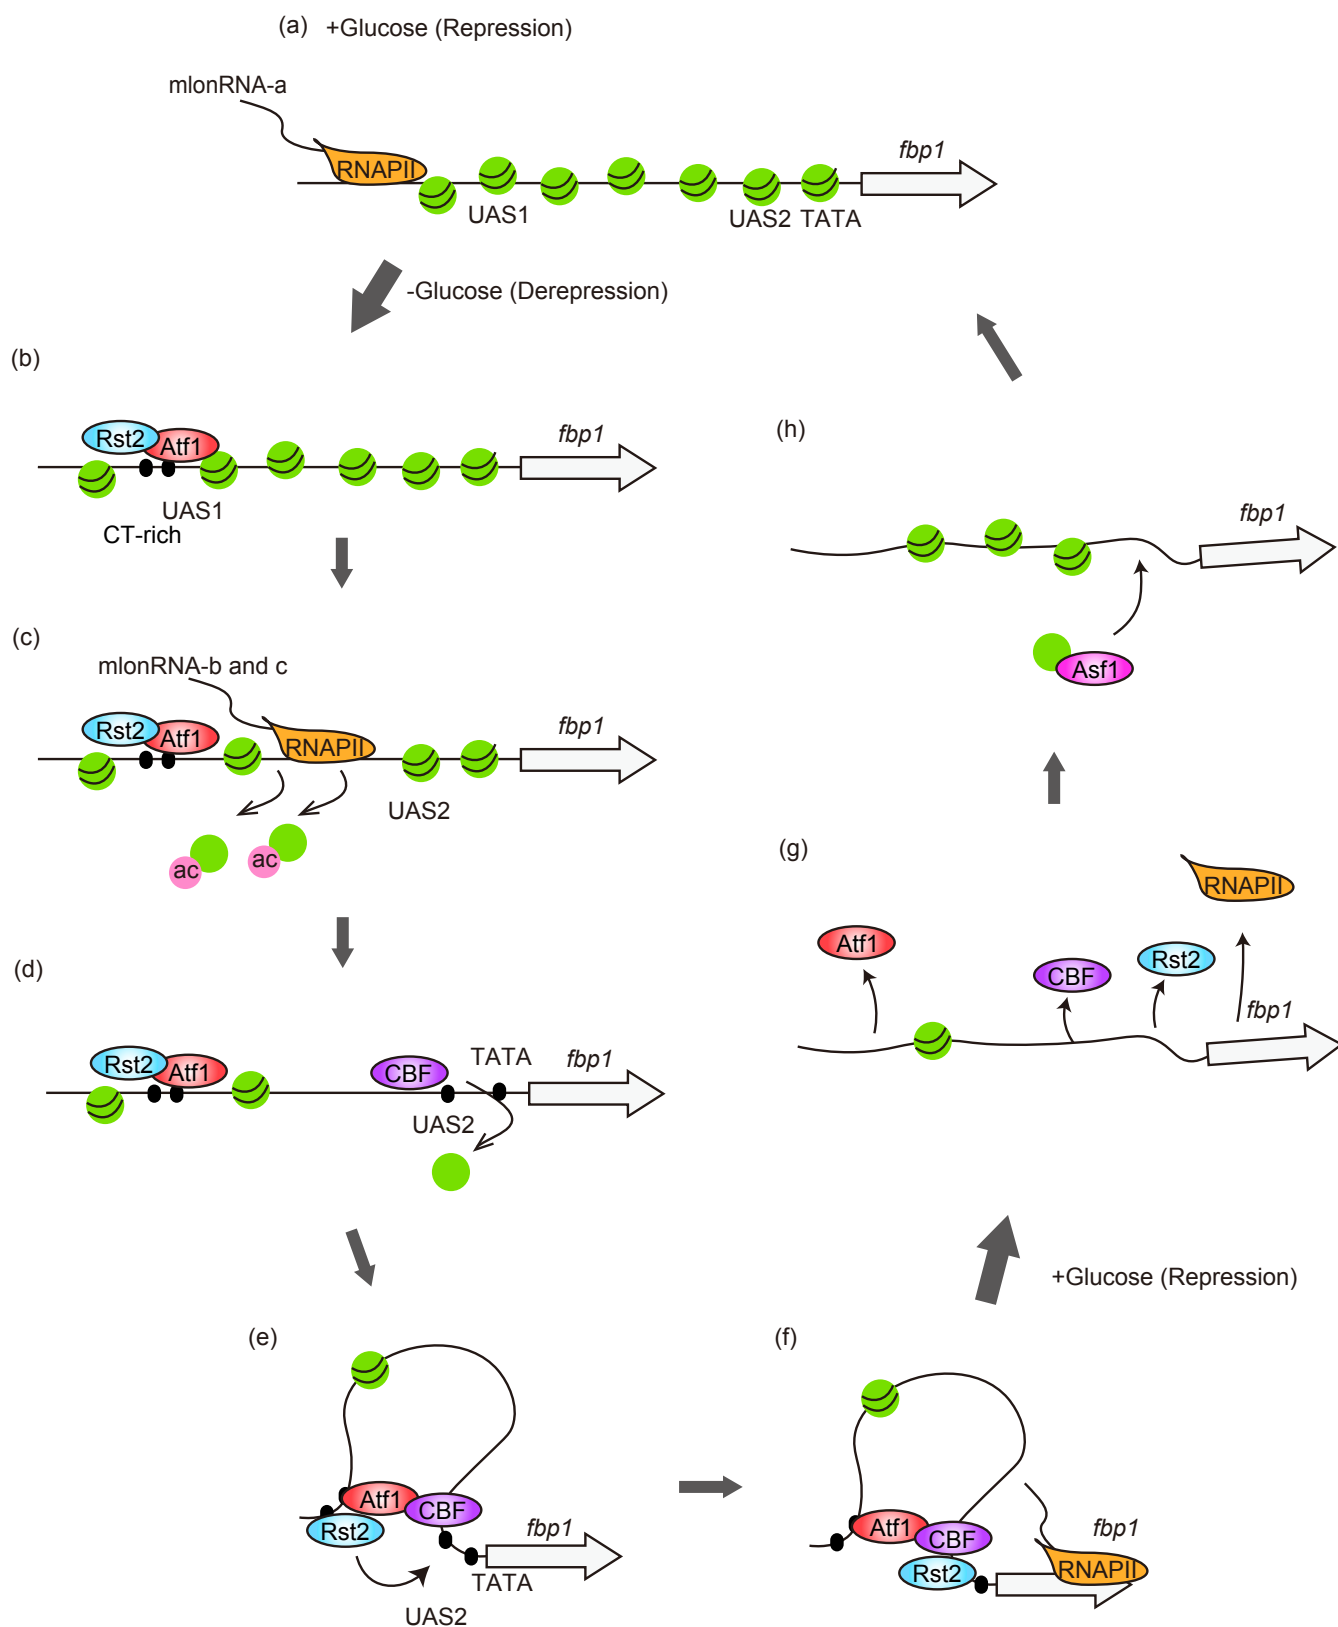 (a) +Glucose (Repression)
mlonRNA-a
RNAPII
fbp1
UAS1
UAS2 TATA
-Glucose (Derepression)
(b)
Rst2
Atf1
fbp1
UAS1
CT-rich
(c)
mlonRNA-b and c
Rst2
Atf1
RNAPII
fbp1
UAS2
ac
ac
(d)
Rst2
Atf1
CBF
TATA
fbp1
UAS2
(e)
Atf1
CBF
Rst2
fbp1
TATA
UAS2
(f)
Atf1
CBF
Rst2
fbp1
RNAPII
+Glucose (Repression)
(g)
RNAPII
Atf1
CBF
Rst2
fbp1
(h)
fbp1
Asf1